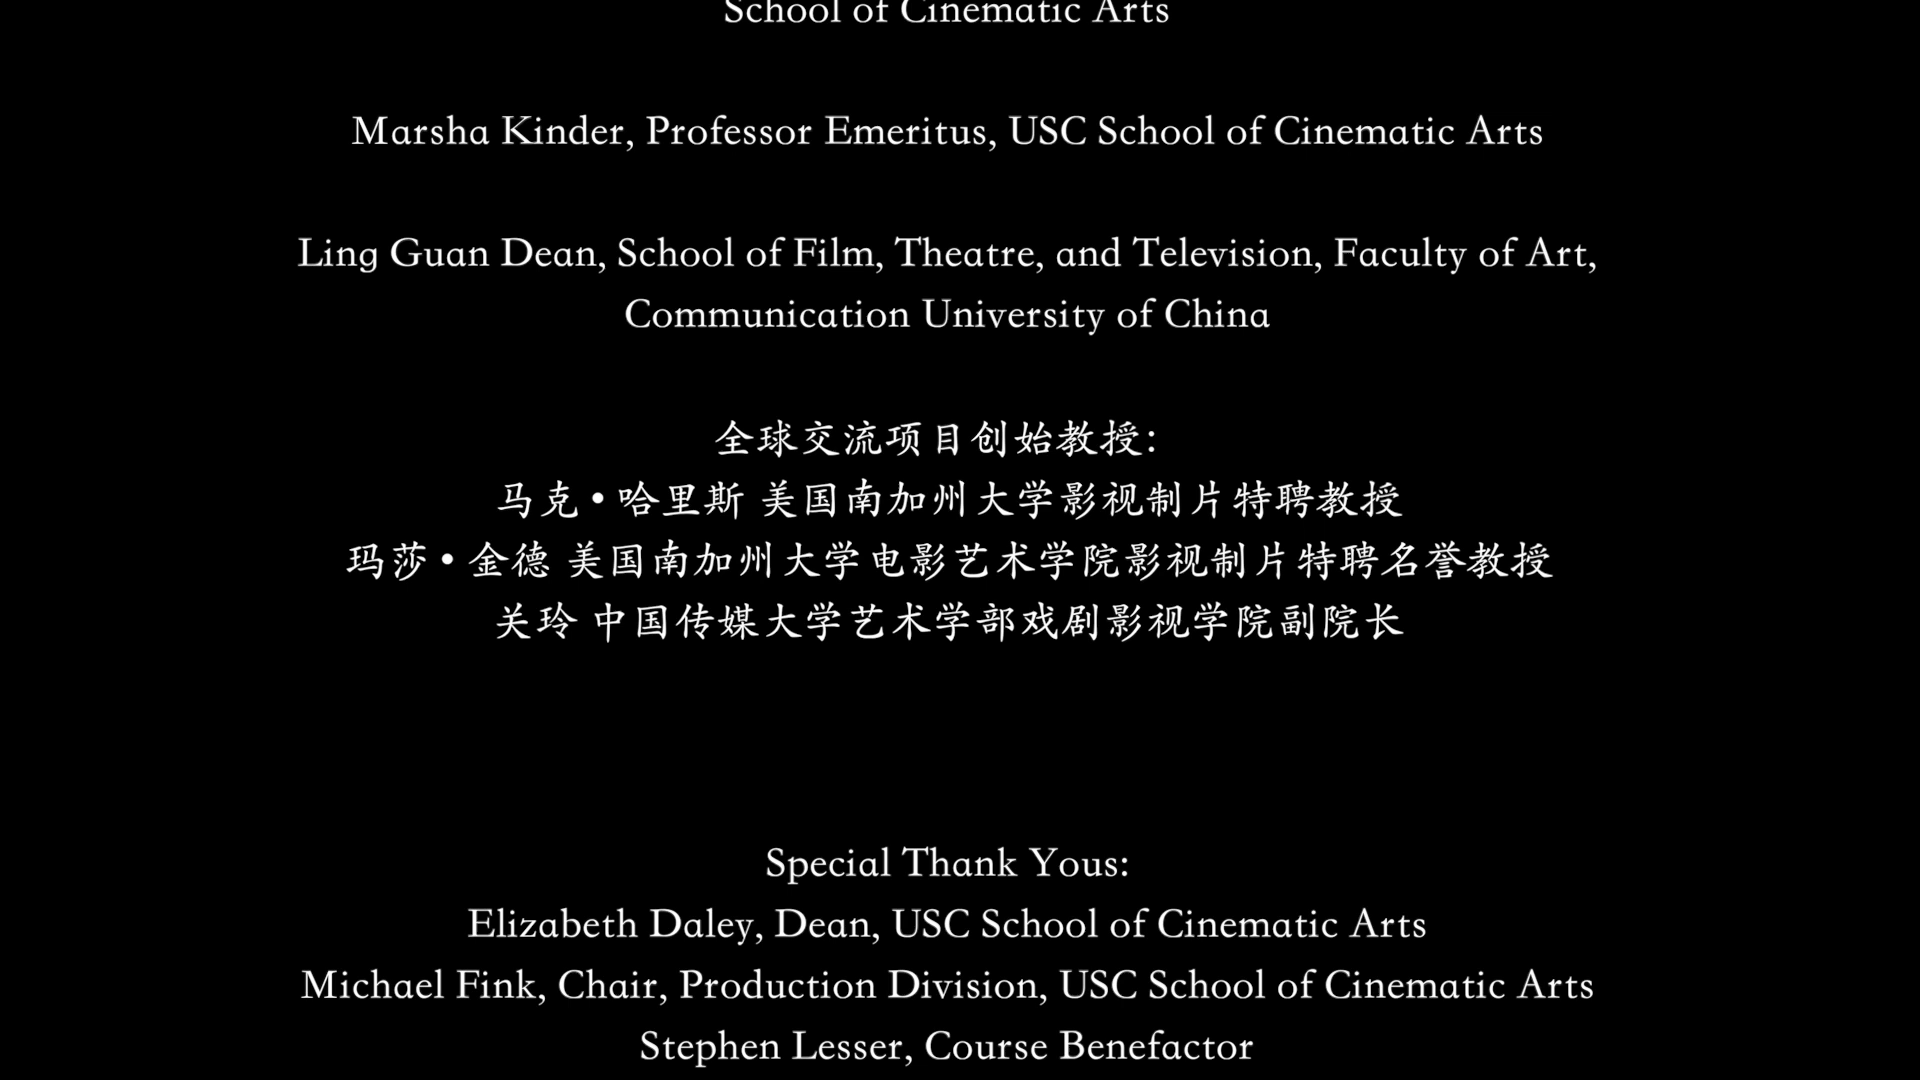 School of Cinematic Arts
Marsha Kinder, Professor Emeritus, USC School of Cinematic Arts
Ling Guan Dean, School of Film, Theatre, and Television, Faculty of Art,
Communication University of China
全球交流项目创始教授：
马克•哈里斯 美国南加州大学影视制片特聘教授
玛莎•金德 美国南加州大学电影艺术学院影视制片特聘名誉教授
关玲 中国传媒大学艺术学部戏剧影视学院副院长
Special Thank Yous:
Elizabeth Daley, Dean, USC School of Cinematic Arts
Michael Fink, Chair, Production Division, USC School of Cinematic Arts
Stephen Lesser, Course Benefactor